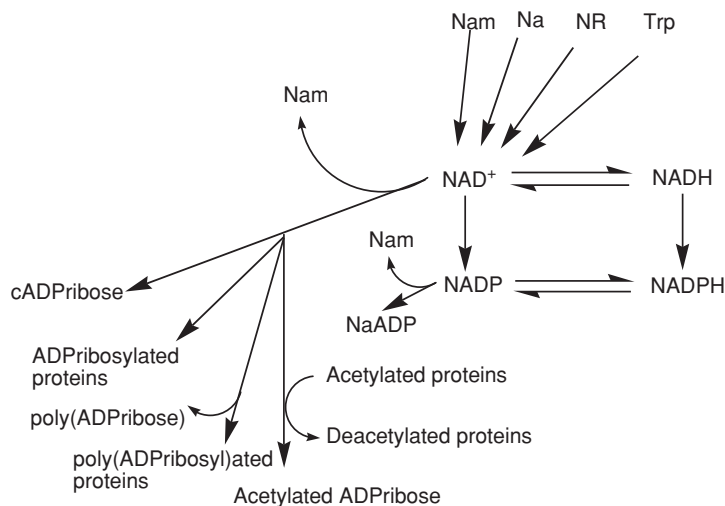 Nam Na NR Trp
Nam
NAD⁺ NADH
Nam
NADP NADPH
cADPribose
NaADP
ADPribosylated
proteins
Acetylated proteins
poly(ADPribose)
Deacetylated proteins
poly(ADPribosyl)ated
proteins
Acetylated ADPribose